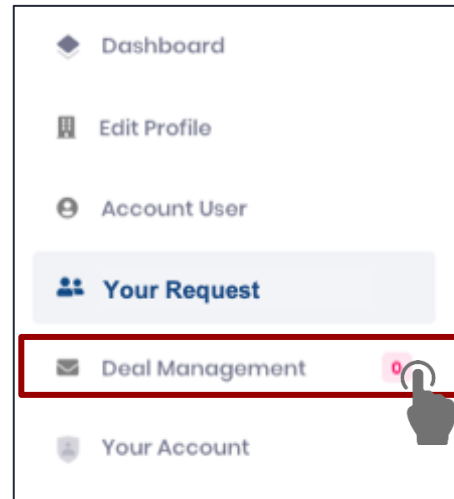 Dashboard
Edit Profile
Account User
Your Request
Deal Management 0
Your Account